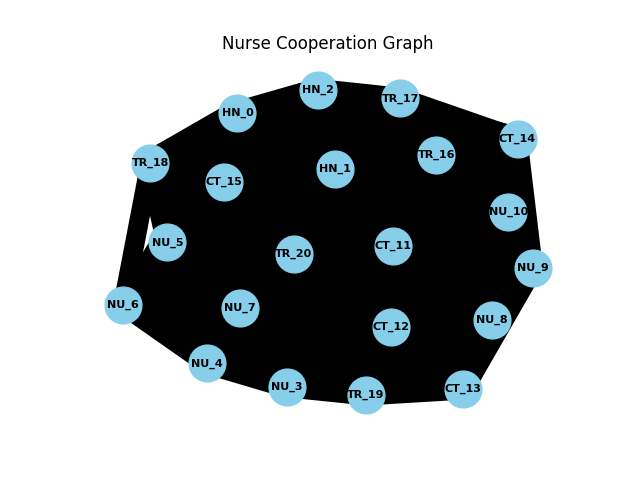 Nurse Cooperation Graph
HN_2
TR_17
HN_0
CT_14
TR_16
TR_18
HN_1
CT_15
NU_10
NU_5
CT_11
TR_20
NU_9
NU_6
NU_7
NU_8
CT_12
NU_4
NU_3
CT_13
TR_19